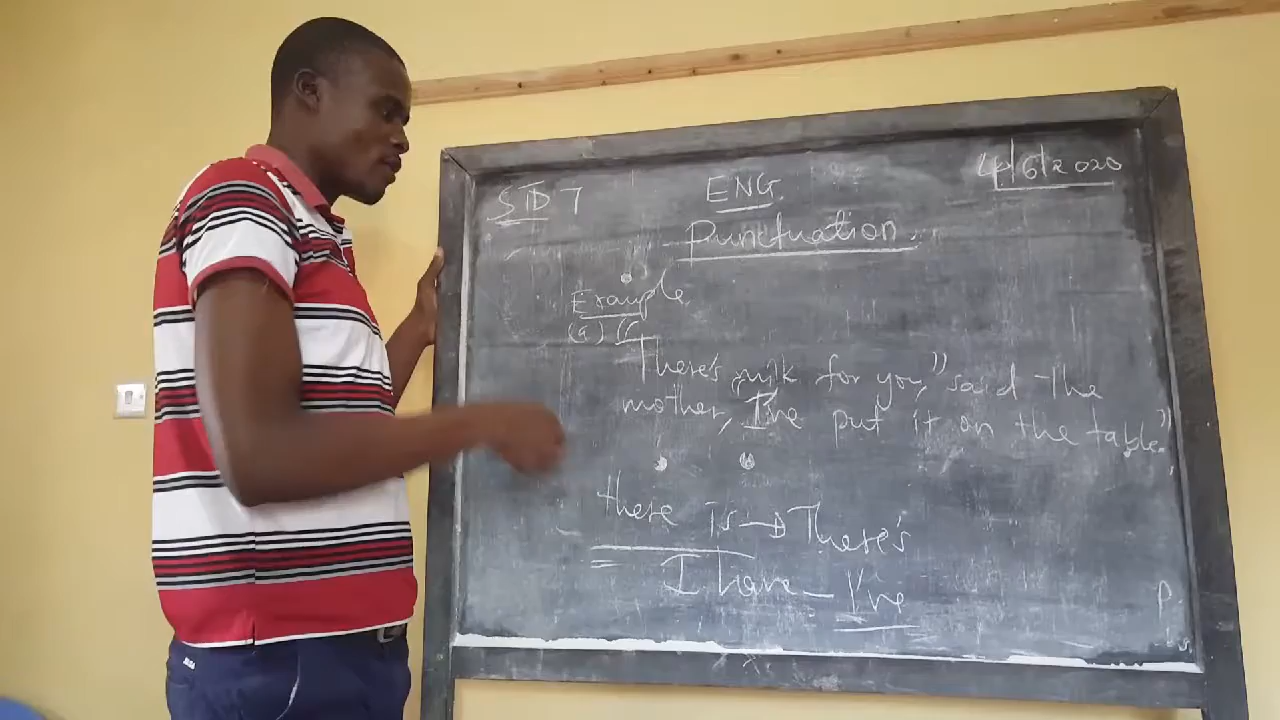 STD 7
ENG
4/6/2020
Punctuation
Example
(a) "
There's milk for you," said the
mother, I've put it on the table."
there is → There's
I have - I've
P